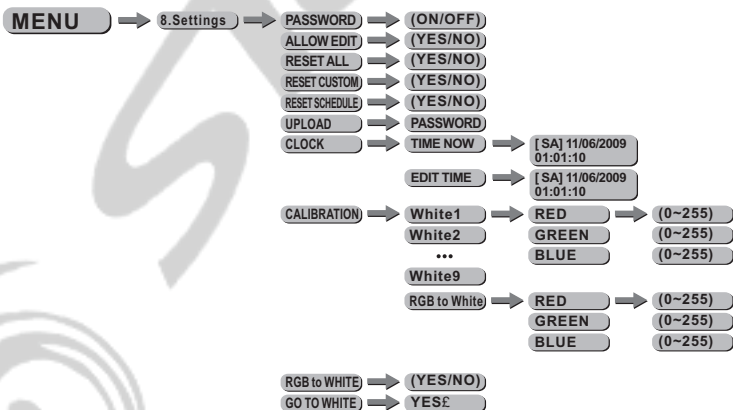 MENU 8.Settings PASSWORD (ON/OFF)
ALLOW EDIT (YES/NO)
RESET ALL (YES/NO)
RESET CUSTOM (YES/NO)
RESET SCHEDULE (YES/NO)
UPLOAD PASSWORD
CLOCK TIME NOW [ SA] 11/06/2009
01:01:10
EDIT TIME [ SA] 11/06/2009
01:01:10
CALIBRATION White1 RED (0~255)
White2 GREEN (0~255)
••• BLUE (0~255)
White9
RGB to White RED (0~255)
GREEN (0~255)
BLUE (0~255)
RGB to WHITE (YES/NO)
GO TO WHITE YES£